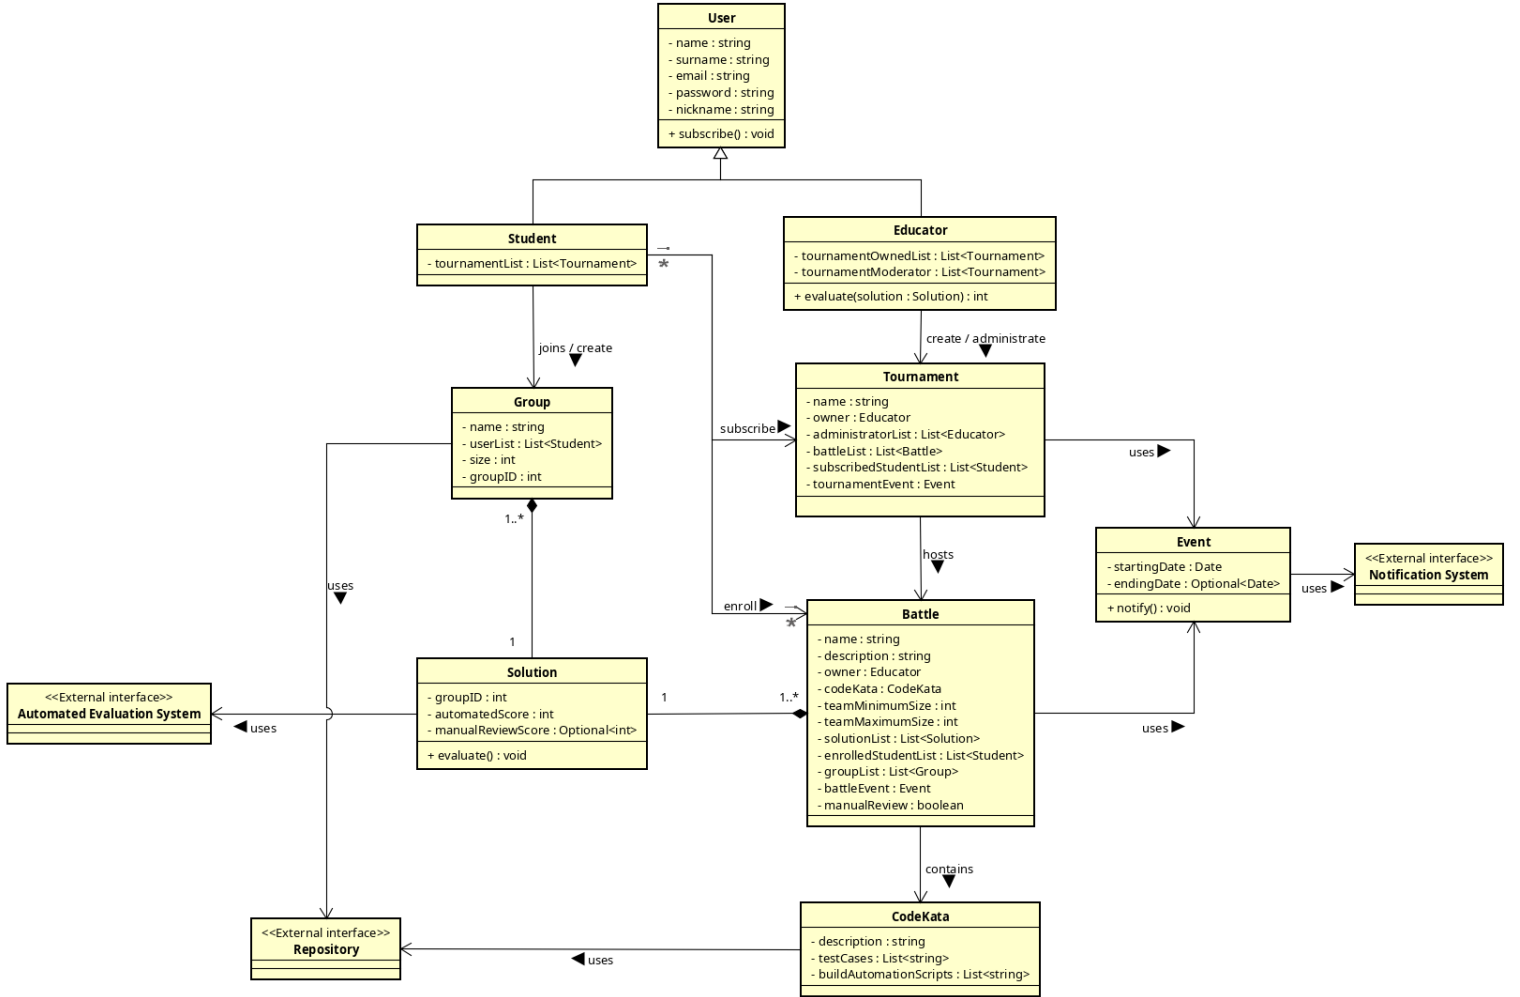 User
- name : string
- surname : string
- email : string
- password : string
- nickname : string
+ subscribe() : void
Student
- tournamentList : List<Tournament>
*
Educator
- tournamentOwnedList : List<Tournament>
- tournamentModerator : List<Tournament>
+ evaluate(solution : Solution) : int
joins / create
create / administrate
Group
- name : string
- userList : List<Student>
- size : int
- groupID : int
1..*
subscribe
Tournament
- name : string
- owner : Educator
- administratorList : List<Educator>
- battleList : List<Battle>
- subscribedStudentList : List<Student>
- tournamentEvent : Event
uses
hosts
Event
- startingDate : Date
- endingDate : Optional<Date>
+ notify() : void
uses
<<External interface>>
Notification System
uses
enroll
*
1
Battle
- name : string
- description : string
- owner : Educator
- codeKata : CodeKata
- teamMinimumSize : int
- teamMaximumSize : int
- solutionList : List<Solution>
- enrolledStudentList : List<Student>
- groupList : List<Group>
- battleEvent : Event
- manualReview : boolean
Solution
- groupID : int
- automatedScore : int
- manualReviewScore : Optional<int>
+ evaluate() : void
1
1..*
<<External interface>>
Automated Evaluation System
uses
uses
contains
CodeKata
- description : string
- testCases : List<string>
- buildAutomationScripts : List<string>
uses
<<External interface>>
Repository